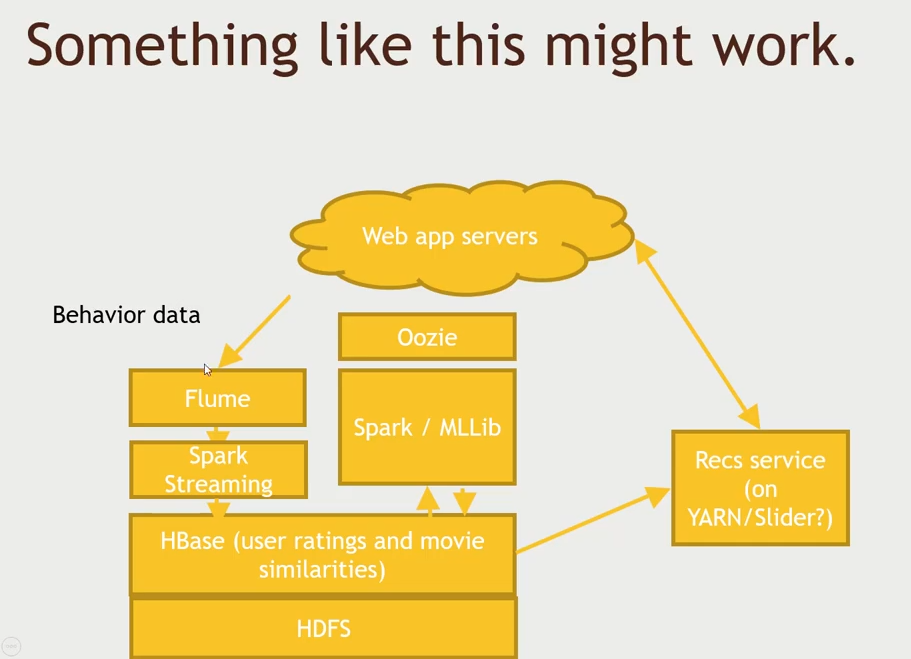 Something like this might work.
Web app servers
Behavior data
Oozie
Flume
Spark / MLLib
Spark
Streaming
Recs service
(on
YARN/Slider?)
HBase (user ratings and movie
similarities)
HDFS